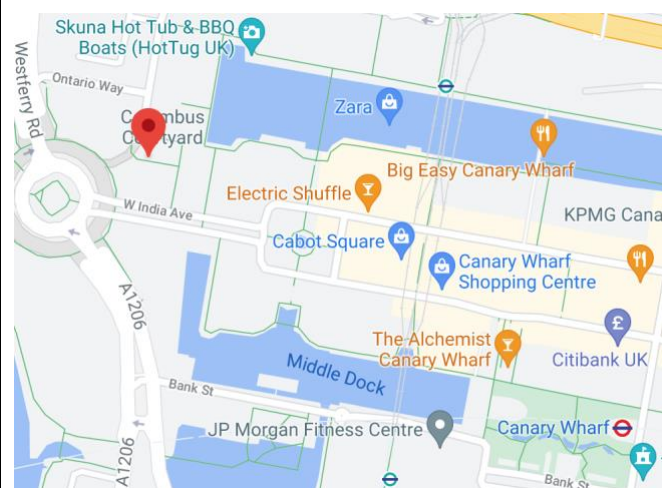 Skuna Hot Tub & BBQ
Boats (HotTug UK)
Westferry Rd
Ontario Way
Zara
Courtyard
Big Easy Canary Wharf
Electric Shuffle
W India Ave
KPMG Cana
Cabot Square
Canary Wharf
Shopping Centre
A1206
The Alchemist
Canary Wharf
£
Citibank UK
Middle Dock
Bank St
JP Morgan Fitness Centre
Canary Wharf
A1206
Bank St